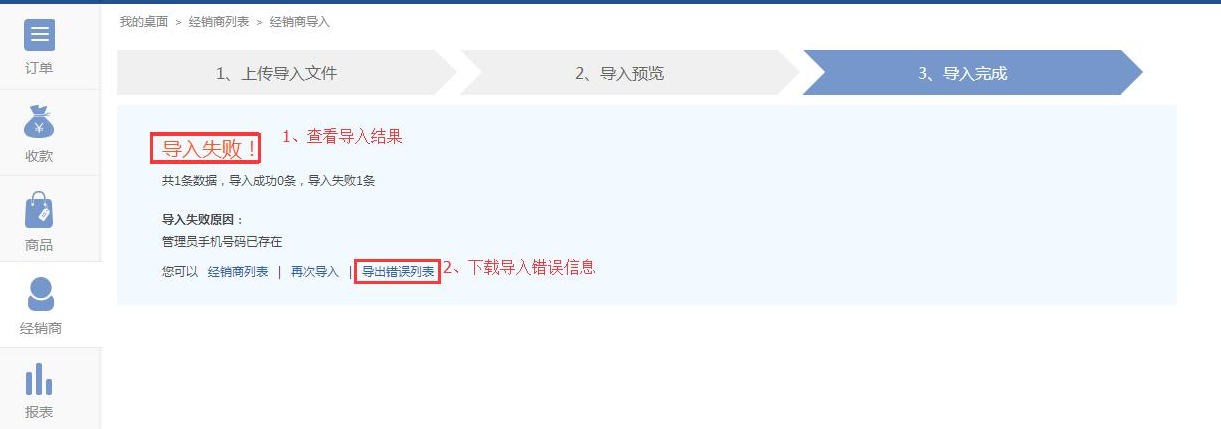 我的桌面 > 经销商列表 > 经销商导入
订单
收款
商品
经销商
报表
1、上传导入文件
2、导入预览
3、导入完成
导入失败！
1、查看导入结果
共1条数据，导入成功0条，导入失败1条
导入失败原因：
管理员手机号码已存在
您可以 经销商列表 | 再次导入 | 导出错误列表
2、下载导入错误信息